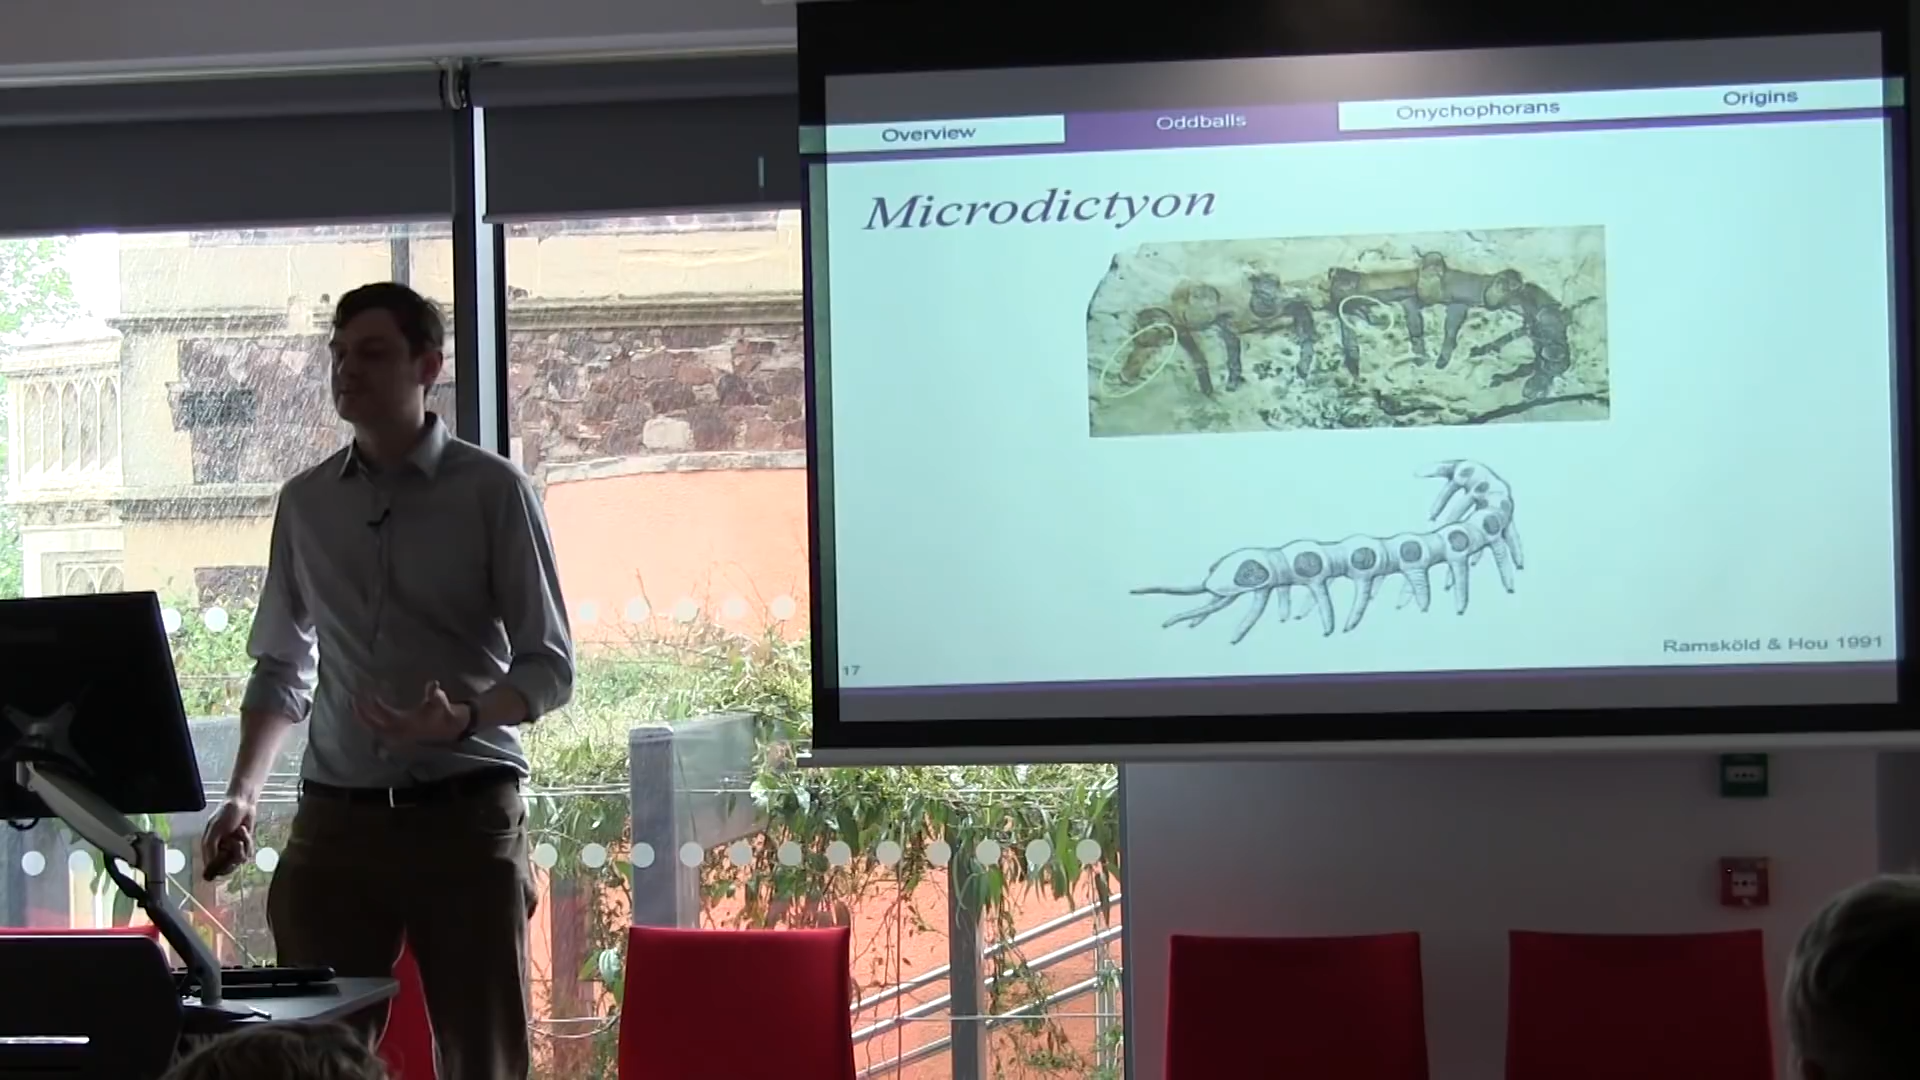 Overview
Oddballs
Onychophorans
Origins
Microdictyon
Ramsköld & Hou 1991
17